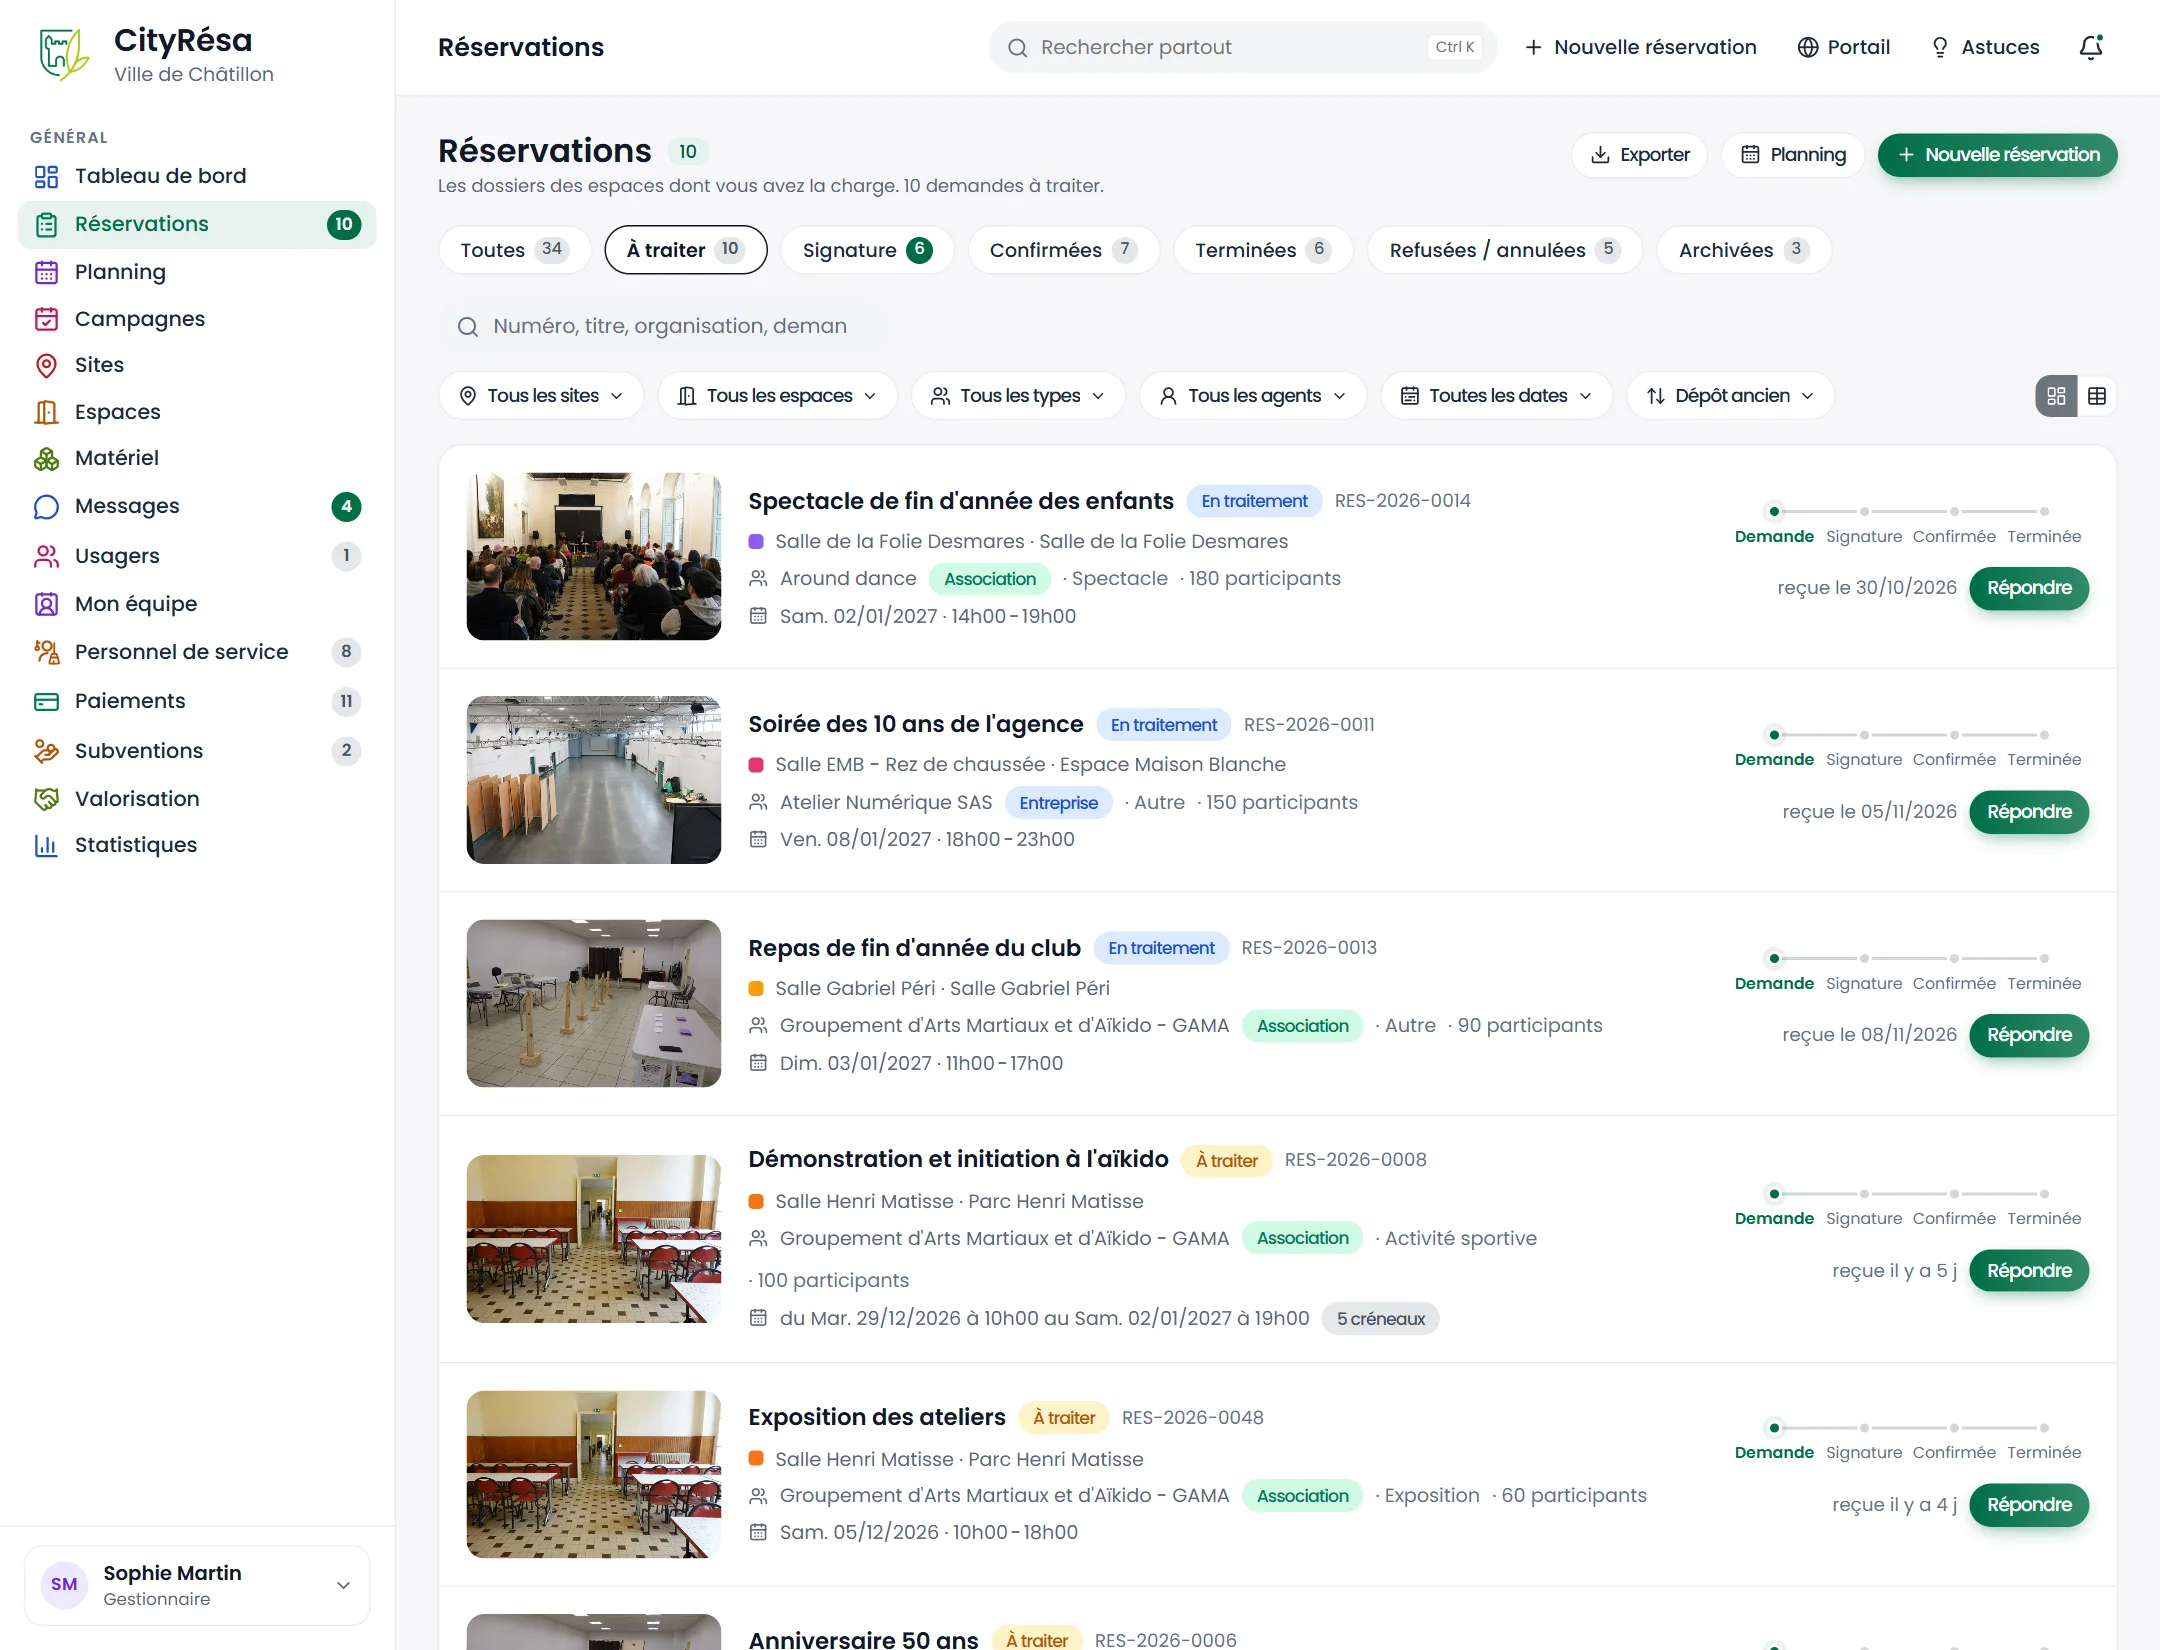 CityRésa
Ville de Châtillon
GÉNÉRAL
Tableau de bord
Réservations 10
Planning
Campagnes
Sites
Espaces
Matériel
Messages 4
Usagers 1
Mon équipe
Personnel de service 8
Paiements 11
Subventions 2
Valorisation
Statistiques
SM
Sophie Martin
Gestionnaire
Réservations
Rechercher partout Ctrl K
Nouvelle réservation
Portail
Astuces
Réservations 10
Les dossiers des espaces dont vous avez la charge. 10 demandes à traiter.
Exporter
Planning
Nouvelle réservation
Toutes 34
À traiter 10
Signature 6
Confirmées 7
Terminées 6
Refusées / annulées 5
Archivées 3
Numéro, titre, organisation, deman
Tous les sites
Tous les espaces
Tous les types
Tous les agents
Toutes les dates
Dépôt ancien
Spectacle de fin d'année des enfants En traitement RES-2026-0014
Salle de la Folie Desmares · Salle de la Folie Desmares
Around dance Association · Spectacle · 180 participants
Sam. 02/01/2027 · 14h00 – 19h00
Demande Signature Confirmée Terminée
reçue le 30/10/2026 Répondre
Soirée des 10 ans de l'agence En traitement RES-2026-0011
Salle EMB - Rez de chaussée · Espace Maison Blanche
Atelier Numérique SAS Entreprise · Autre · 150 participants
Ven. 08/01/2027 · 18h00 – 23h00
Demande Signature Confirmée Terminée
reçue le 05/11/2026 Répondre
Repas de fin d'année du club En traitement RES-2026-0013
Salle Gabriel Péri · Salle Gabriel Péri
Groupement d'Arts Martiaux et d'Aïkido - GAMA Association · Autre · 90 participants
Dim. 03/01/2027 · 11h00 – 17h00
Demande Signature Confirmée Terminée
reçue le 08/11/2026 Répondre
Démonstration et initiation à l'aïkido À traiter RES-2026-0008
Salle Henri Matisse · Parc Henri Matisse
Groupement d'Arts Martiaux et d'Aïkido - GAMA Association · Activité sportive
· 100 participants
du Mar. 29/12/2026 à 10h00 au Sam. 02/01/2027 à 19h00 5 créneaux
Demande Signature Confirmée Terminée
reçue il y a 5 j Répondre
Exposition des ateliers À traiter RES-2026-0048
Salle Henri Matisse · Parc Henri Matisse
Groupement d'Arts Martiaux et d'Aïkido - GAMA Association · Exposition · 60 participants
Sam. 05/12/2026 · 10h00 – 18h00
Demande Signature Confirmée Terminée
reçue il y a 4 j Répondre
Anniversaire 50 ans À traiter RES-2026-0006